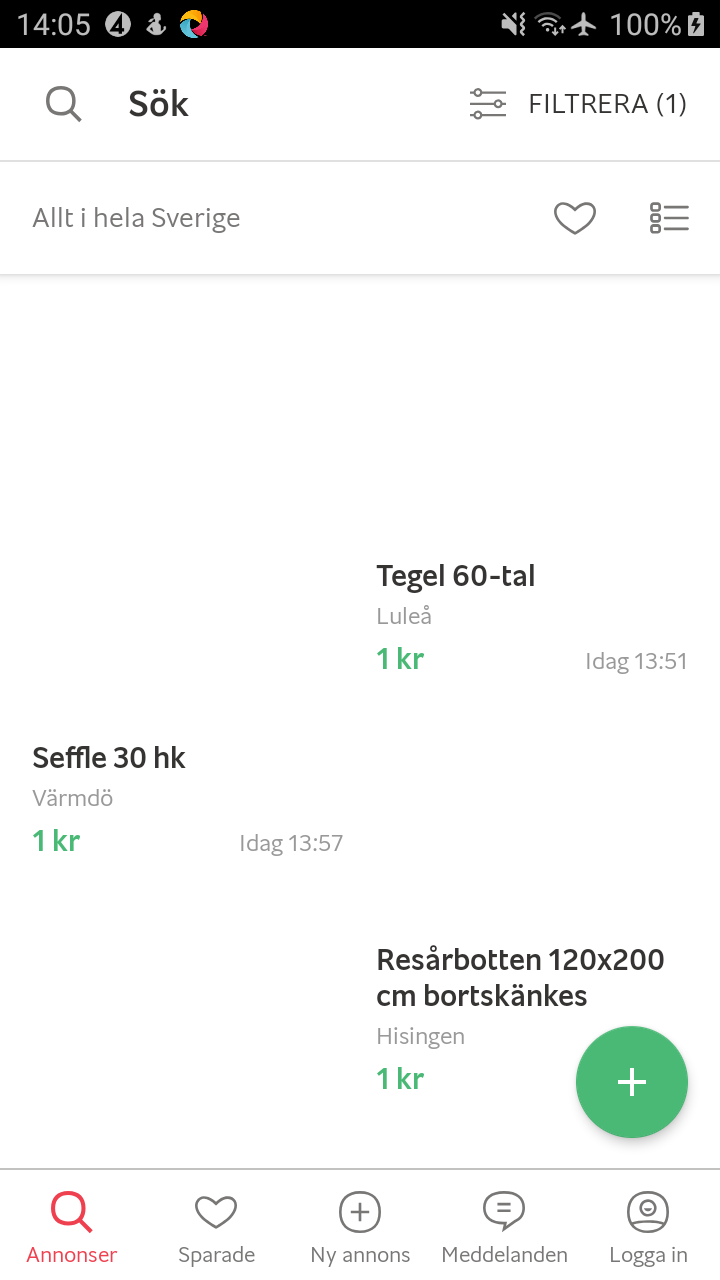 14:05
100%
Sök
FILTRERA (1)
Allt i hela Sverige
Tegel 60-tal
Luleå
1 kr
Idag 13:51
Seffle 30 hk
Värmdö
1 kr
Idag 13:57
Resårbotten 120x200
cm bortskänkes
Hisingen
1 kr
Annonser
Sparade
Ny annons
Meddelanden
Logga in